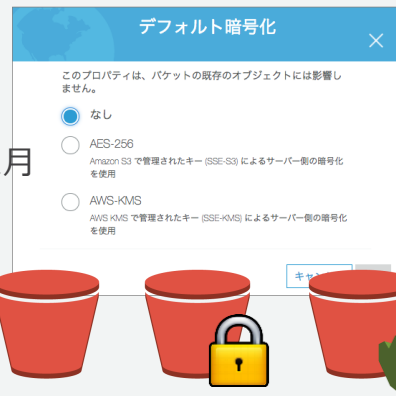 デフォルト暗号化
このプロパティは、バケットの既存のオブジェクトには影響し
ません。
なし
AES-256
Amazon S3 で管理されたキー (SSE-S3) によるサーバー側の暗号化
を使用
月
AWS-KMS
AWS KMS で管理されたキー (SSE-KMS) によるサーバー側の暗号化
を使用